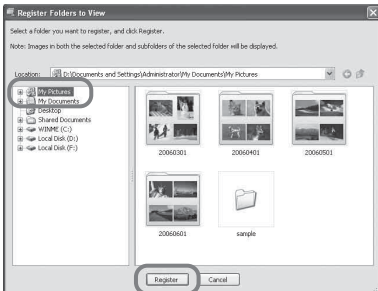 Register Folders to View
Select a folder you want to register, and click Register.
Note: Images in both the selected folder and subfolders of the selected folder will be displayed.
Location: D:\Documents and Settings\Administrator\My Documents\My Pictures
My Pictures
My Documents
Desktop
Shared Documents
WINME (C:)
Local Disk (D:)
Local Disk (F:)
20060301 20060401 20060501
20060601 sample
Register Cancel